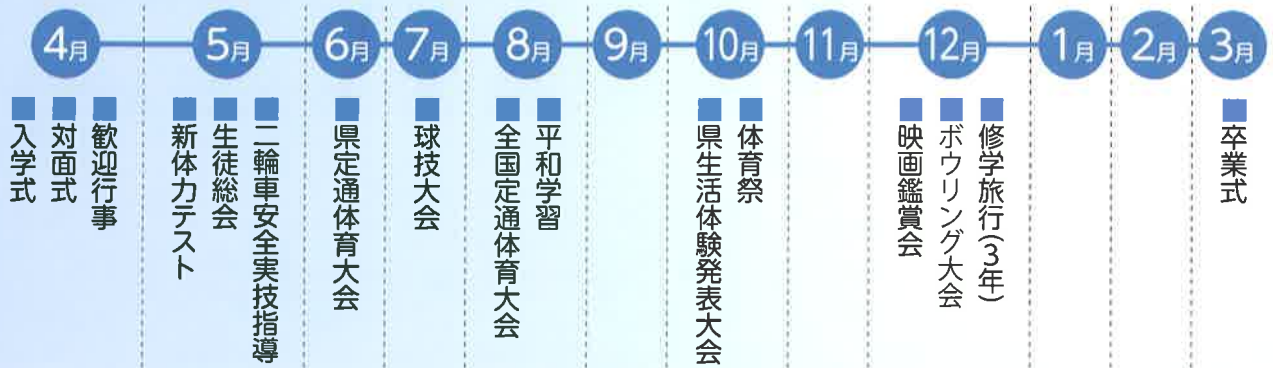 4月
5月
6月
7月
8月
9月
10月
11月
12月
1月
2月
3月
■入学式
■対面式
■歓迎行事
■新体力テスト
■生徒総会
■二輪車安全実技指導
■県定通体育大会
■球技大会
■全国定通体育大会
■平和学習
■県生活体験発表大会
■体育祭
■映画鑑賞会
■ボウリング大会
■修学旅行(3年)
■卒業式